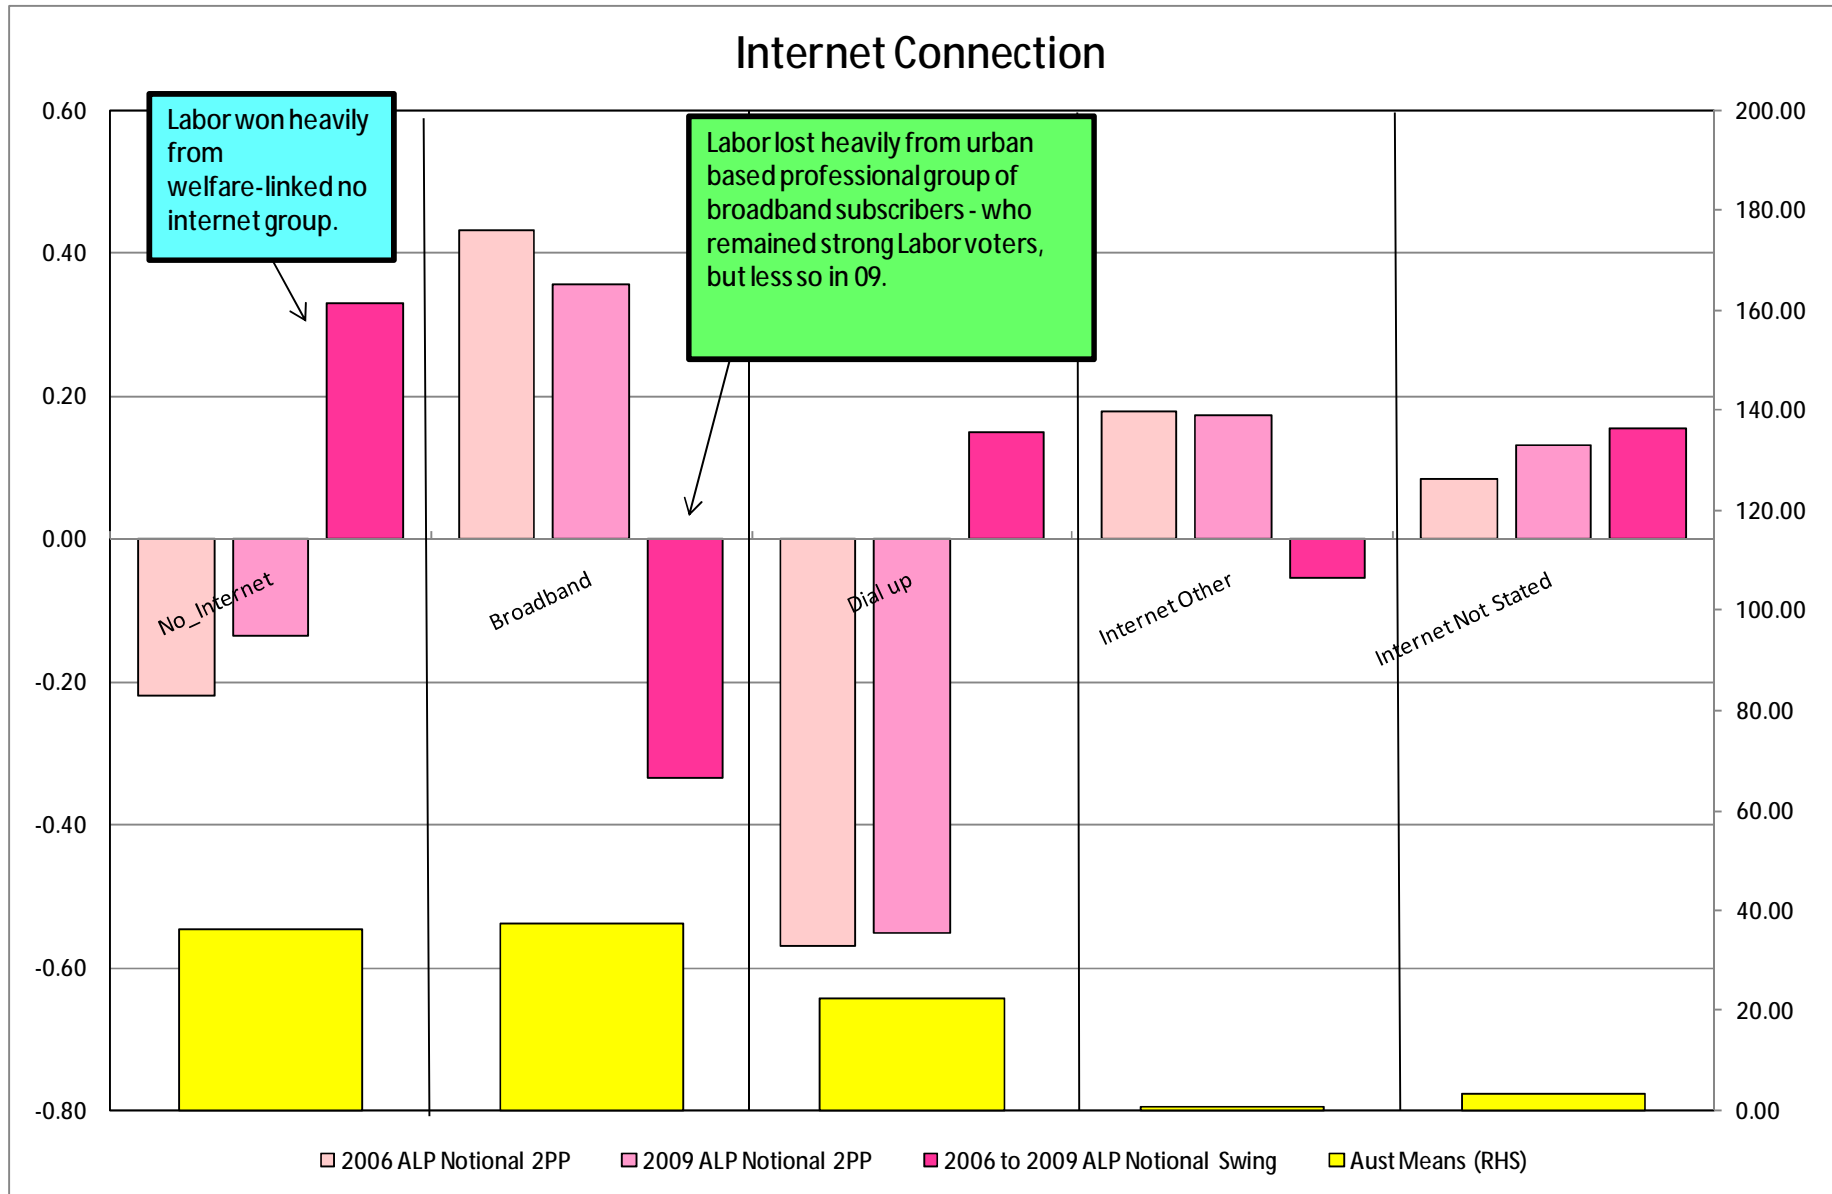 Internet Connection
Labor won heavily
from
welfare-linked no
internet group.
Labor lost heavily from urban
based professional group of
broadband subscribers - who
remained strong Labor voters,
but less so in 09.
0.60
0.40
0.20
0.00
-0.20
-0.40
-0.60
-0.80
200.00
180.00
160.00
140.00
120.00
100.00
80.00
60.00
40.00
20.00
0.00
No_Internet
Broadband
Dial up
Internet Other
Internet Not Stated
2006 ALP Notional 2PP
2009 ALP Notional 2PP
2006 to 2009 ALP Notional Swing
Aust Means (RHS)